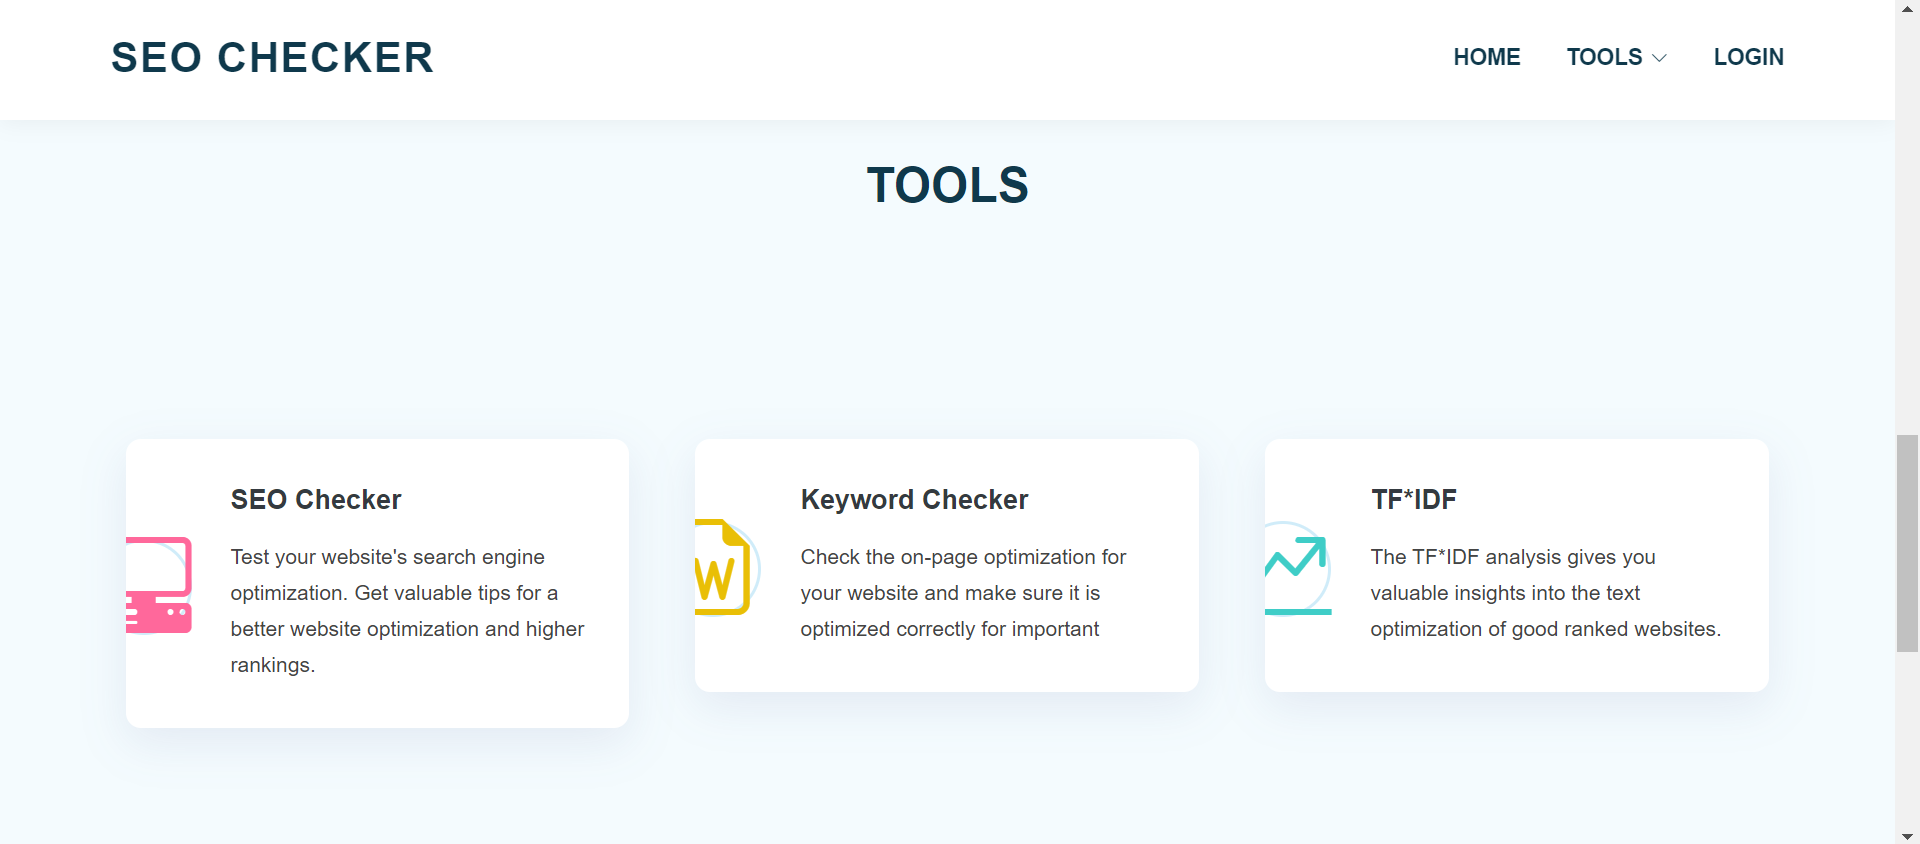 SEO CHECKER
HOME
TOOLS
LOGIN
TOOLS
SEO Checker
Test your website's search engine
optimization. Get valuable tips for a
better website optimization and higher
rankings.
W
Keyword Checker
Check the on-page optimization for
your website and make sure it is
optimized correctly for important
TF*IDF
The TF*IDF analysis gives you
valuable insights into the text
optimization of good ranked websites.